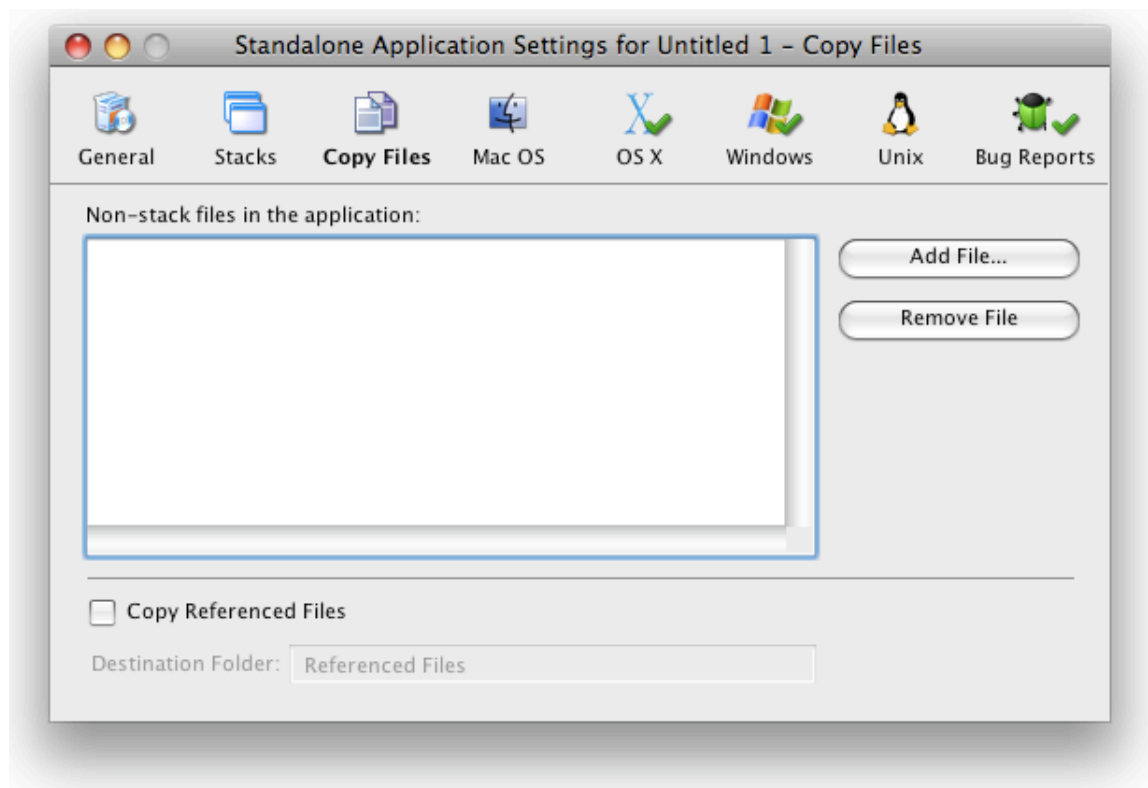 Standalone Application Settings for Untitled 1 – Copy Files
General Stacks Copy Files Mac OS OS X Windows Unix Bug Reports
Non-stack files in the application:
Add File...
Remove File
Copy Referenced Files
Destination Folder: Referenced Files